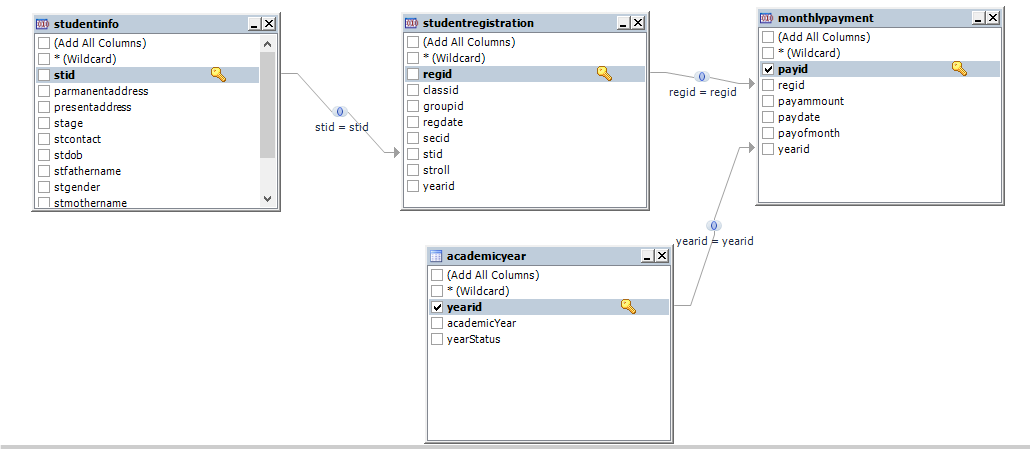 studentinfo
(Add All Columns)
* (Wildcard)
stid
parmanentaddress
presentaddress
stage
stcontact
stdob
stfathername
stgender
stmothername
stid = stid
studentregistration
(Add All Columns)
* (Wildcard)
regid
classid
groupid
regdate
secid
stid
stroll
yearid
regid = regid
monthlypayment
(Add All Columns)
* (Wildcard)
payid
regid
payammount
paydate
payofmonth
yearid
yearid = yearid
academicyear
(Add All Columns)
* (Wildcard)
yearid
academicYear
yearStatus